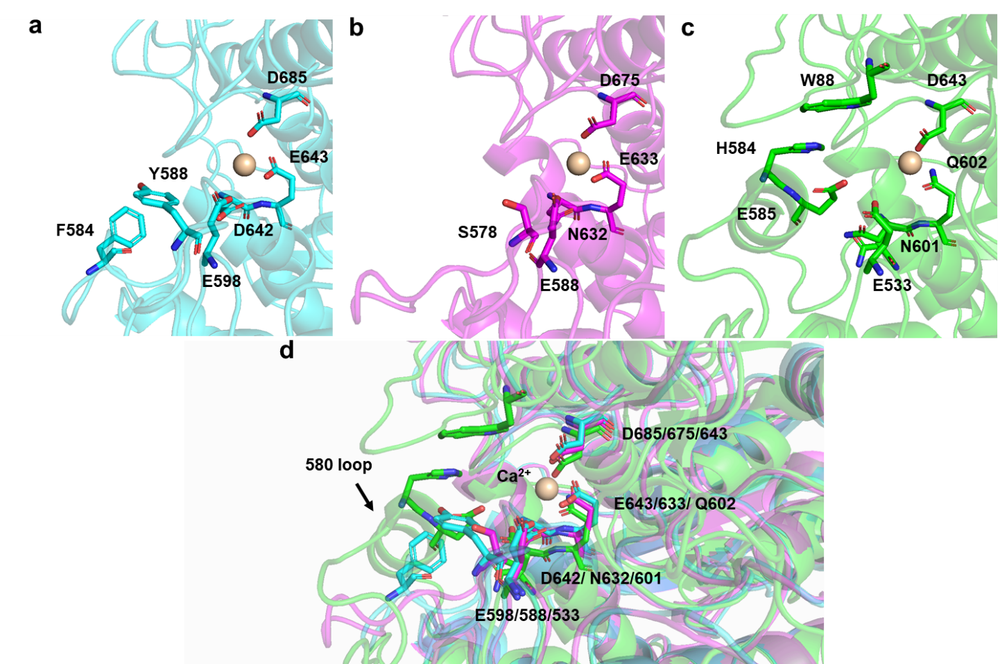 a
D685
E643
Y588
F584
D642
E598
b
D675
E633
S578
N632
E588
c
W88
D643
H584
Q602
E585
N601
E533
d
D685/675/643
580 loop
Ca²⁺
E643/633/ Q602
D642/ N632/601
E598/588/533